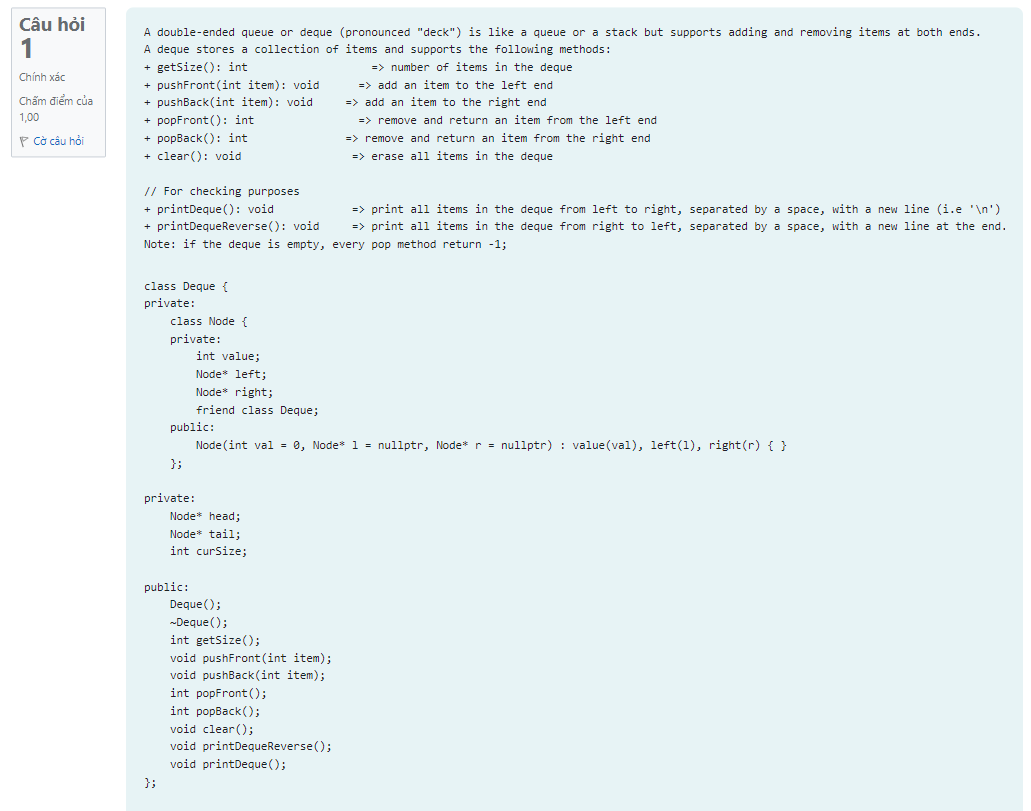 Câu hỏi
1
Chính xác
Chấm điểm của
1,00
Cờ câu hỏi
A double-ended queue or deque (pronounced "deck") is like a queue or a stack but supports adding and removing items at both ends.
A deque stores a collection of items and supports the following methods:
+ getSize(): int                   => number of items in the deque
+ pushFront(int item): void      => add an item to the left end
+ pushBack(int item): void     => add an item to the right end
+ popFront(): int                => remove and return an item from the left end
+ popBack(): int               => remove and return an item from the right end
+ clear(): void                 => erase all items in the deque

// For checking purposes
+ printDeque(): void            => print all items in the deque from left to right, separated by a space, with a new line (i.e '\n')
+ printDequeReverse(): void     => print all items in the deque from right to left, separated by a space, with a new line at the end.
Note: if the deque is empty, every pop method return -1;

class Deque {
private:
    class Node {
    private:
        int value;
        Node* left;
        Node* right;
        friend class Deque;
    public:
        Node(int val = 0, Node* l = nullptr, Node* r = nullptr) : value(val), left(l), right(r) { }
    };

private:
    Node* head;
    Node* tail;
    int curSize;

public:
    Deque();
    ~Deque();
    int getSize();
    void pushFront(int item);
    void pushBack(int item);
    int popFront();
    int popBack();
    void clear();
    void printDequeReverse();
    void printDeque();
};